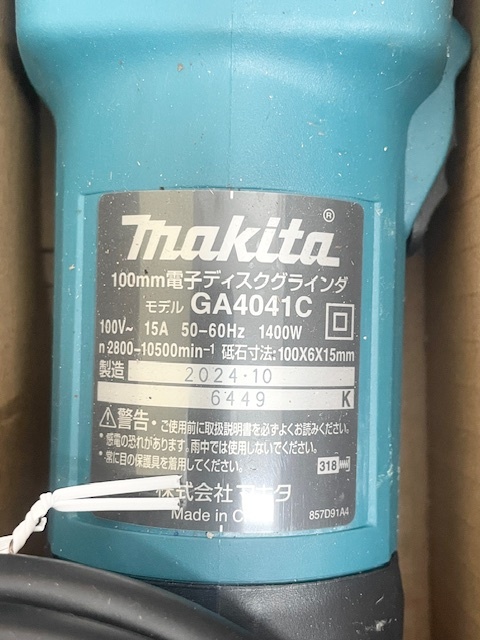 makita®
100mm電子ディスクグラインダ
モデル GA4041C
100V~ 15A 50-60Hz 1400W
n 2800-10500min-1 砥石寸法:100X6X15mm
製造 2024・10
6449 K
⚠警告・ご使用前に取扱説明書を必ずよくお読みください。
・感電の恐れがあります。雨中では使用しないでください。
・常に目の保護具を着用してください。
318
株式会社マキタ
Made in
857D91A4